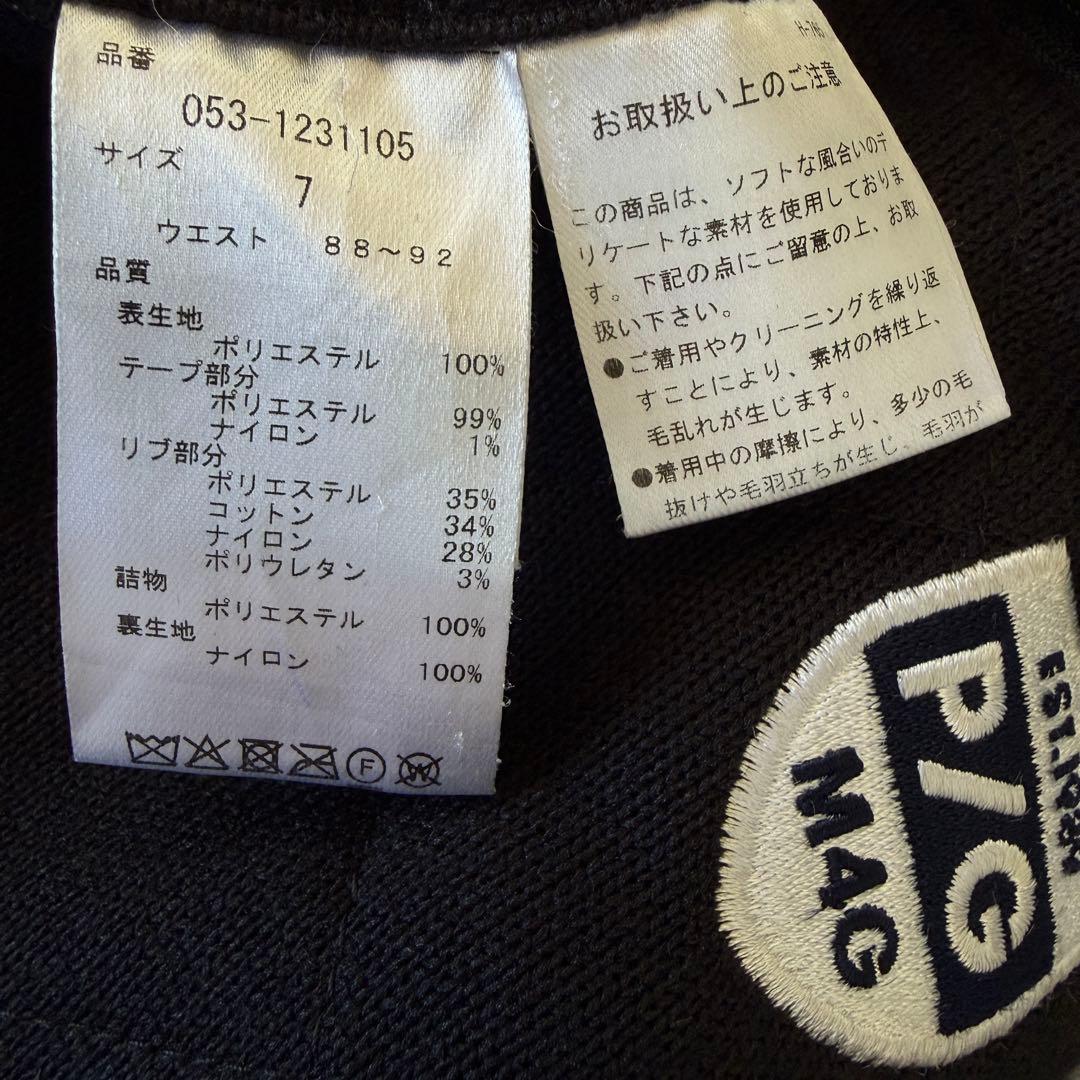 品番
053-1231105
サイズ
7
ウエスト 88～92
品質
表生地
ポリエステル 100%
テープ部分
ポリエステル 99%
ナイロン 1%
リブ部分
ポリエステル 35%
コットン 34%
ナイロン 28%
ポリウレタン 3%
詰物
ポリエステル 100%
裏生地
ナイロン 100%
F
W
お取扱い上のご注意
この商品は、ソフトな風合いのデ
リケートな素材を使用しておりま
す。下記の点にご留意の上、お取
扱い下さい。
●ご着用やクリーニングを繰り返
すことにより、素材の特性上、
毛乱れが生じます。
●着用中の摩擦により、多少の毛
抜けや毛羽立ちが生じ、毛羽が
P/G
M4G